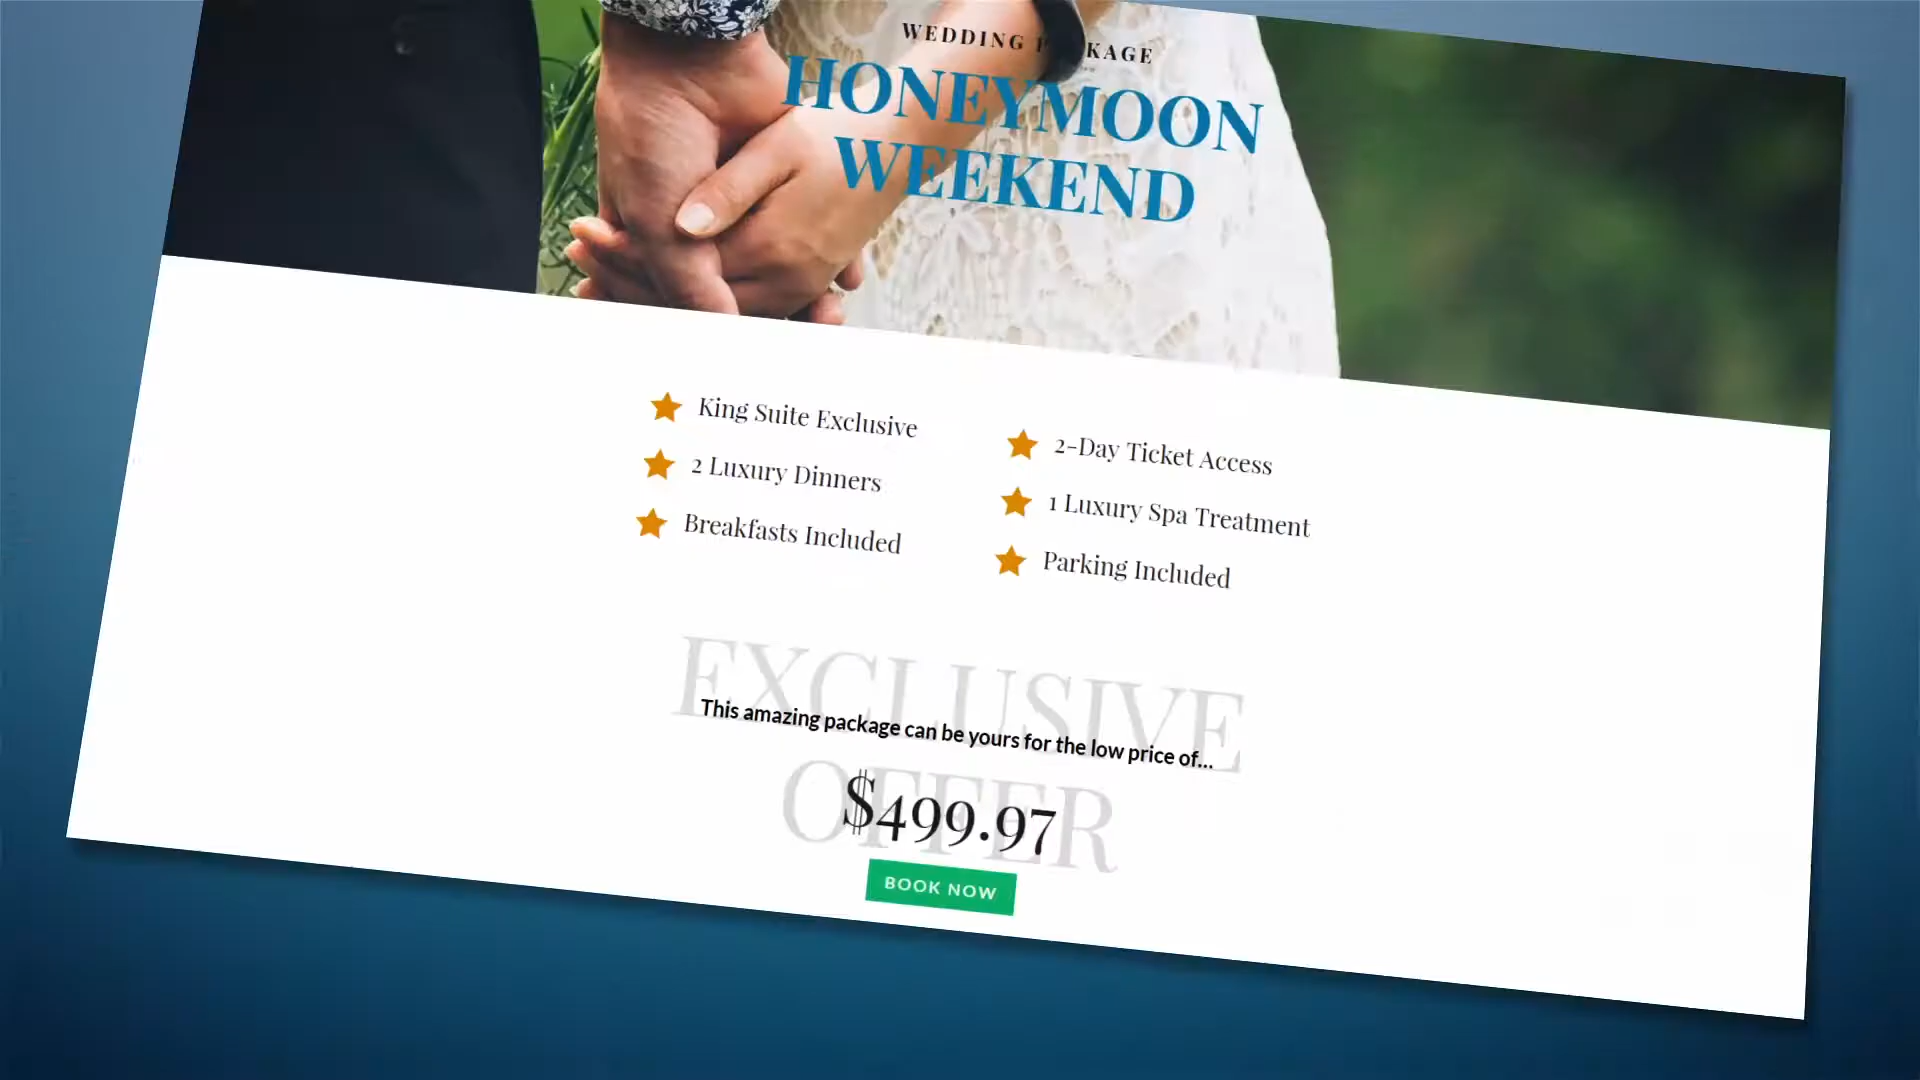 WEDDING PACKAGE
HONEYMOON
WEEKEND
King Suite Exclusive
2 Luxury Dinners
Breakfasts Included
2-Day Ticket Access
1 Luxury Spa Treatment
Parking Included
EXCLUSIVE
OFFER
This amazing package can be yours for the low price of...
$499.97
BOOK NOW